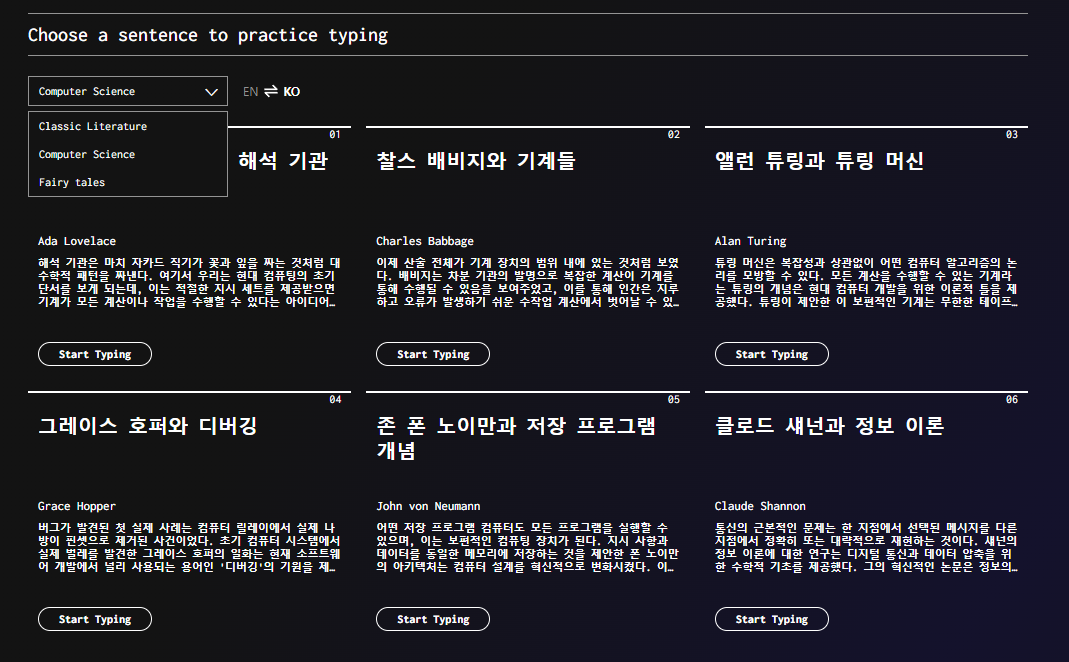 Choose a sentence to practice typing
Computer Science
EN ⇌ KO
Classic Literature
Computer Science
Fairy tales
01
해석 기관
Ada Lovelace
해석 기관은 마치 자카드 직기가 꽃과 잎을 짜는 것처럼 대
수학적 패턴을 짜낸다. 여기서 우리는 현대 컴퓨팅의 초기
단서를 보게 되는데, 이는 적절한 지시 세트를 제공받으면
기계가 모든 계산이나 작업을 수행할 수 있다는 아이디어…
Start Typing
02
찰스 배비지와 기계들
Charles Babbage
이제 산술 전체가 기계 장치의 범위 내에 있는 것처럼 보였
다. 배비지는 차분 기관의 발명으로 복잡한 계산이 기계를
통해 수행될 수 있음을 보여주었고, 이를 통해 인간은 지루
하고 오류가 발생하기 쉬운 수작업 계산에서 벗어날 수 있…
Start Typing
03
앨런 튜링과 튜링 머신
Alan Turing
튜링 머신은 복잡성과 상관없이 어떤 컴퓨터 알고리즘의 논
리를 모방할 수 있다. 모든 계산을 수행할 수 있는 기계라
는 튜링의 개념은 현대 컴퓨터 개발을 위한 이론적 틀을 제
공했다. 튜링이 제안한 이 보편적인 기계는 무한한 테이프…
Start Typing
04
그레이스 호퍼와 디버깅
Grace Hopper
버그가 발견된 첫 실제 사례는 컴퓨터 릴레이에서 실제 나
방이 핀셋으로 제거된 사건이었다. 초기 컴퓨터 시스템에서
실제 벌레를 발견한 그레이스 호퍼의 일화는 현재 소프트웨
어 개발에서 널리 사용되는 용어인 '디버깅'의 기원을 제…
Start Typing
05
존 폰 노이만과 저장 프로그램
개념
John von Neumann
어떤 저장 프로그램 컴퓨터도 모든 프로그램을 실행할 수
있으며, 이는 보편적인 컴퓨팅 장치가 된다. 지시 사항과
데이터를 동일한 메모리에 저장하는 것을 제안한 폰 노이만
의 아키텍처는 컴퓨터 설계를 혁신적으로 변화시켰다. 이…
Start Typing
06
클로드 섀넌과 정보 이론
Claude Shannon
통신의 근본적인 문제는 한 지점에서 선택된 메시지를 다른
지점에서 정확히 또는 대략적으로 재현하는 것이다. 섀넌의
정보 이론에 대한 연구는 디지털 통신과 데이터 압축을 위
한 수학적 기초를 제공했다. 그의 혁신적인 논문은 정보의…
Start Typing